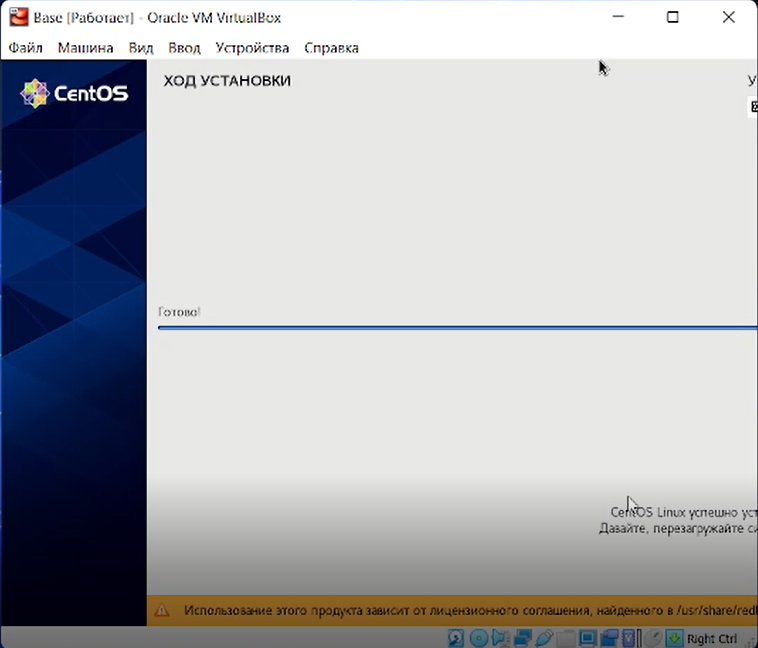 Base [Работает] - Oracle VM VirtualBox
Файл Машина Вид Ввод Устройства Справка
CentOS
ХОД УСТАНОВКИ
У
Готово!
CentOS Linux успешно уст
Давайте, перезагружайте си
Использование этого продукта зависит от лицензионного соглашения, найденного в /usr/share/redl
Right Ctrl